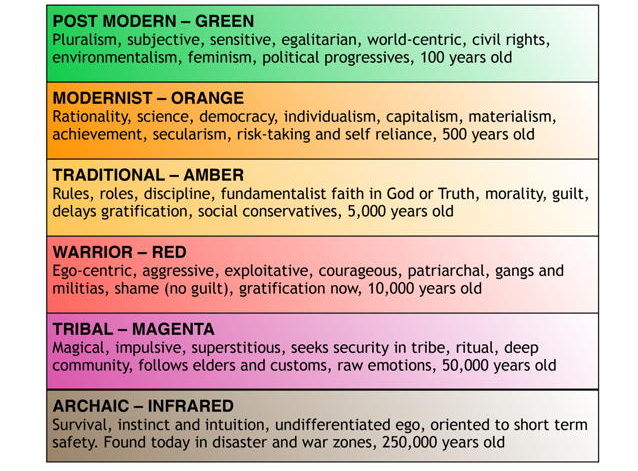 POST MODERN – GREEN
Pluralism, subjective, sensitive, egalitarian, world-centric, civil rights,
environmentalism, feminism, political progressives, 100 years old
MODERNIST – ORANGE
Rationality, science, democracy, individualism, capitalism, materialism,
achievement, secularism, risk-taking and self reliance, 500 years old
TRADITIONAL – AMBER
Rules, roles, discipline, fundamentalist faith in God or Truth, morality, guilt,
delays gratification, social conservatives, 5,000 years old
WARRIOR – RED
Ego-centric, aggressive, exploitative, courageous, patriarchal, gangs and
militias, shame (no guilt), gratification now, 10,000 years old
TRIBAL – MAGENTA
Magical, impulsive, superstitious, seeks security in tribe, ritual, deep
community, follows elders and customs, raw emotions, 50,000 years old
ARCHAIC – INFRARED
Survival, instinct and intuition, undifferentiated ego, oriented to short term
safety. Found today in disaster and war zones, 250,000 years old